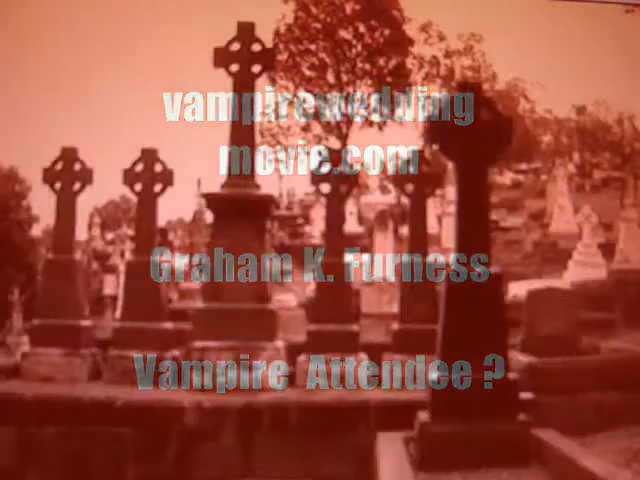 vampirewedding
movie.com
Graham K. Furness
Vampire Attendee ?